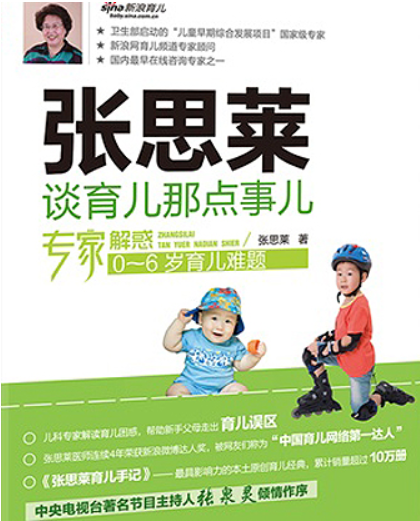 sina 新浪育儿
baby.sina.com.cn
★ 卫生部启动的“儿童早期综合发展项目”国家级专家
★ 新浪网育儿频道专家顾问
★ 国内最早在线咨询专家之一
张思莱
谈育儿那点事儿
专家解惑
ZHANGSILAI
TAN YUER NADIAN SHIER
张思莱 著
0~6岁育儿难题
儿科专家解读育儿困惑，帮助新手父母走出 育儿误区
张思莱医师连续4年荣获新浪微博达人奖，被网友们称为“中国育儿网络第一达人”
《张思莱育儿手记》——最具影响力的本土原创育儿经典，累计销量超过10万册
中央电视台著名节目主持人张泉灵倾情作序